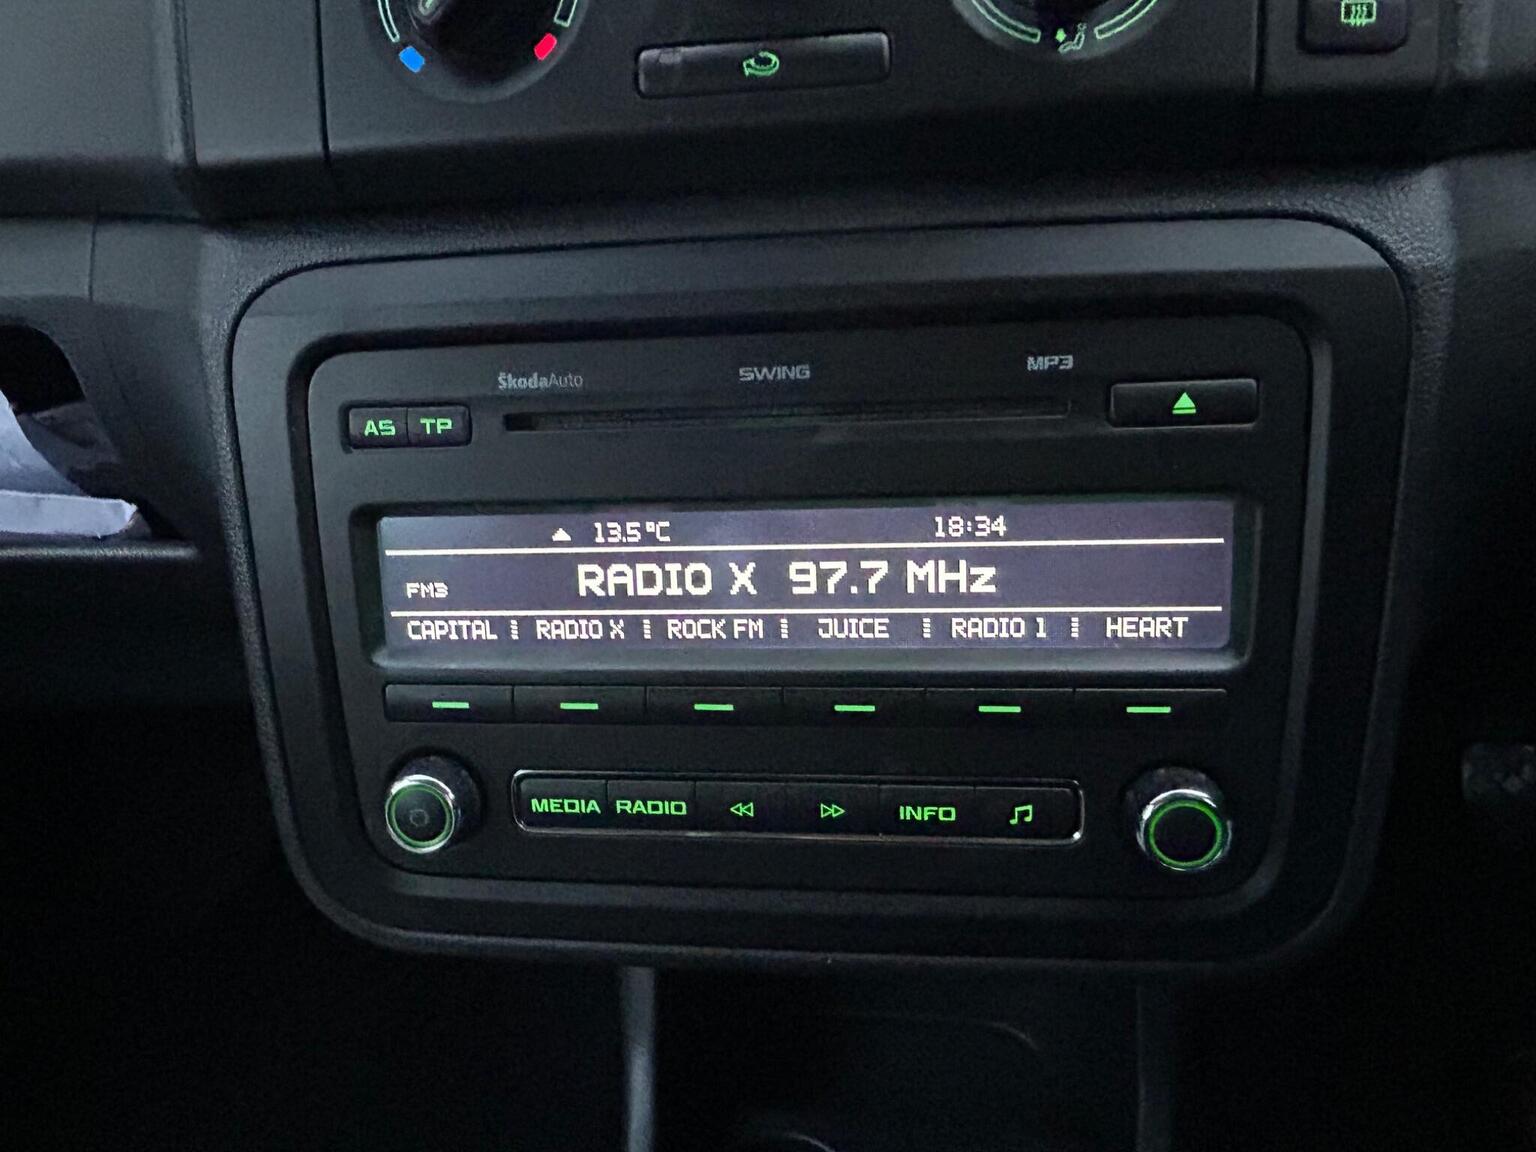 ŠkodaAuto SWING MP3
AS TP
13.5°C 18:34
FM3 RADIO X 97.7 MHz
CAPITAL RADIO X ROCK FM JUICE RADIO 1 HEART
MEDIA RADIO INFO